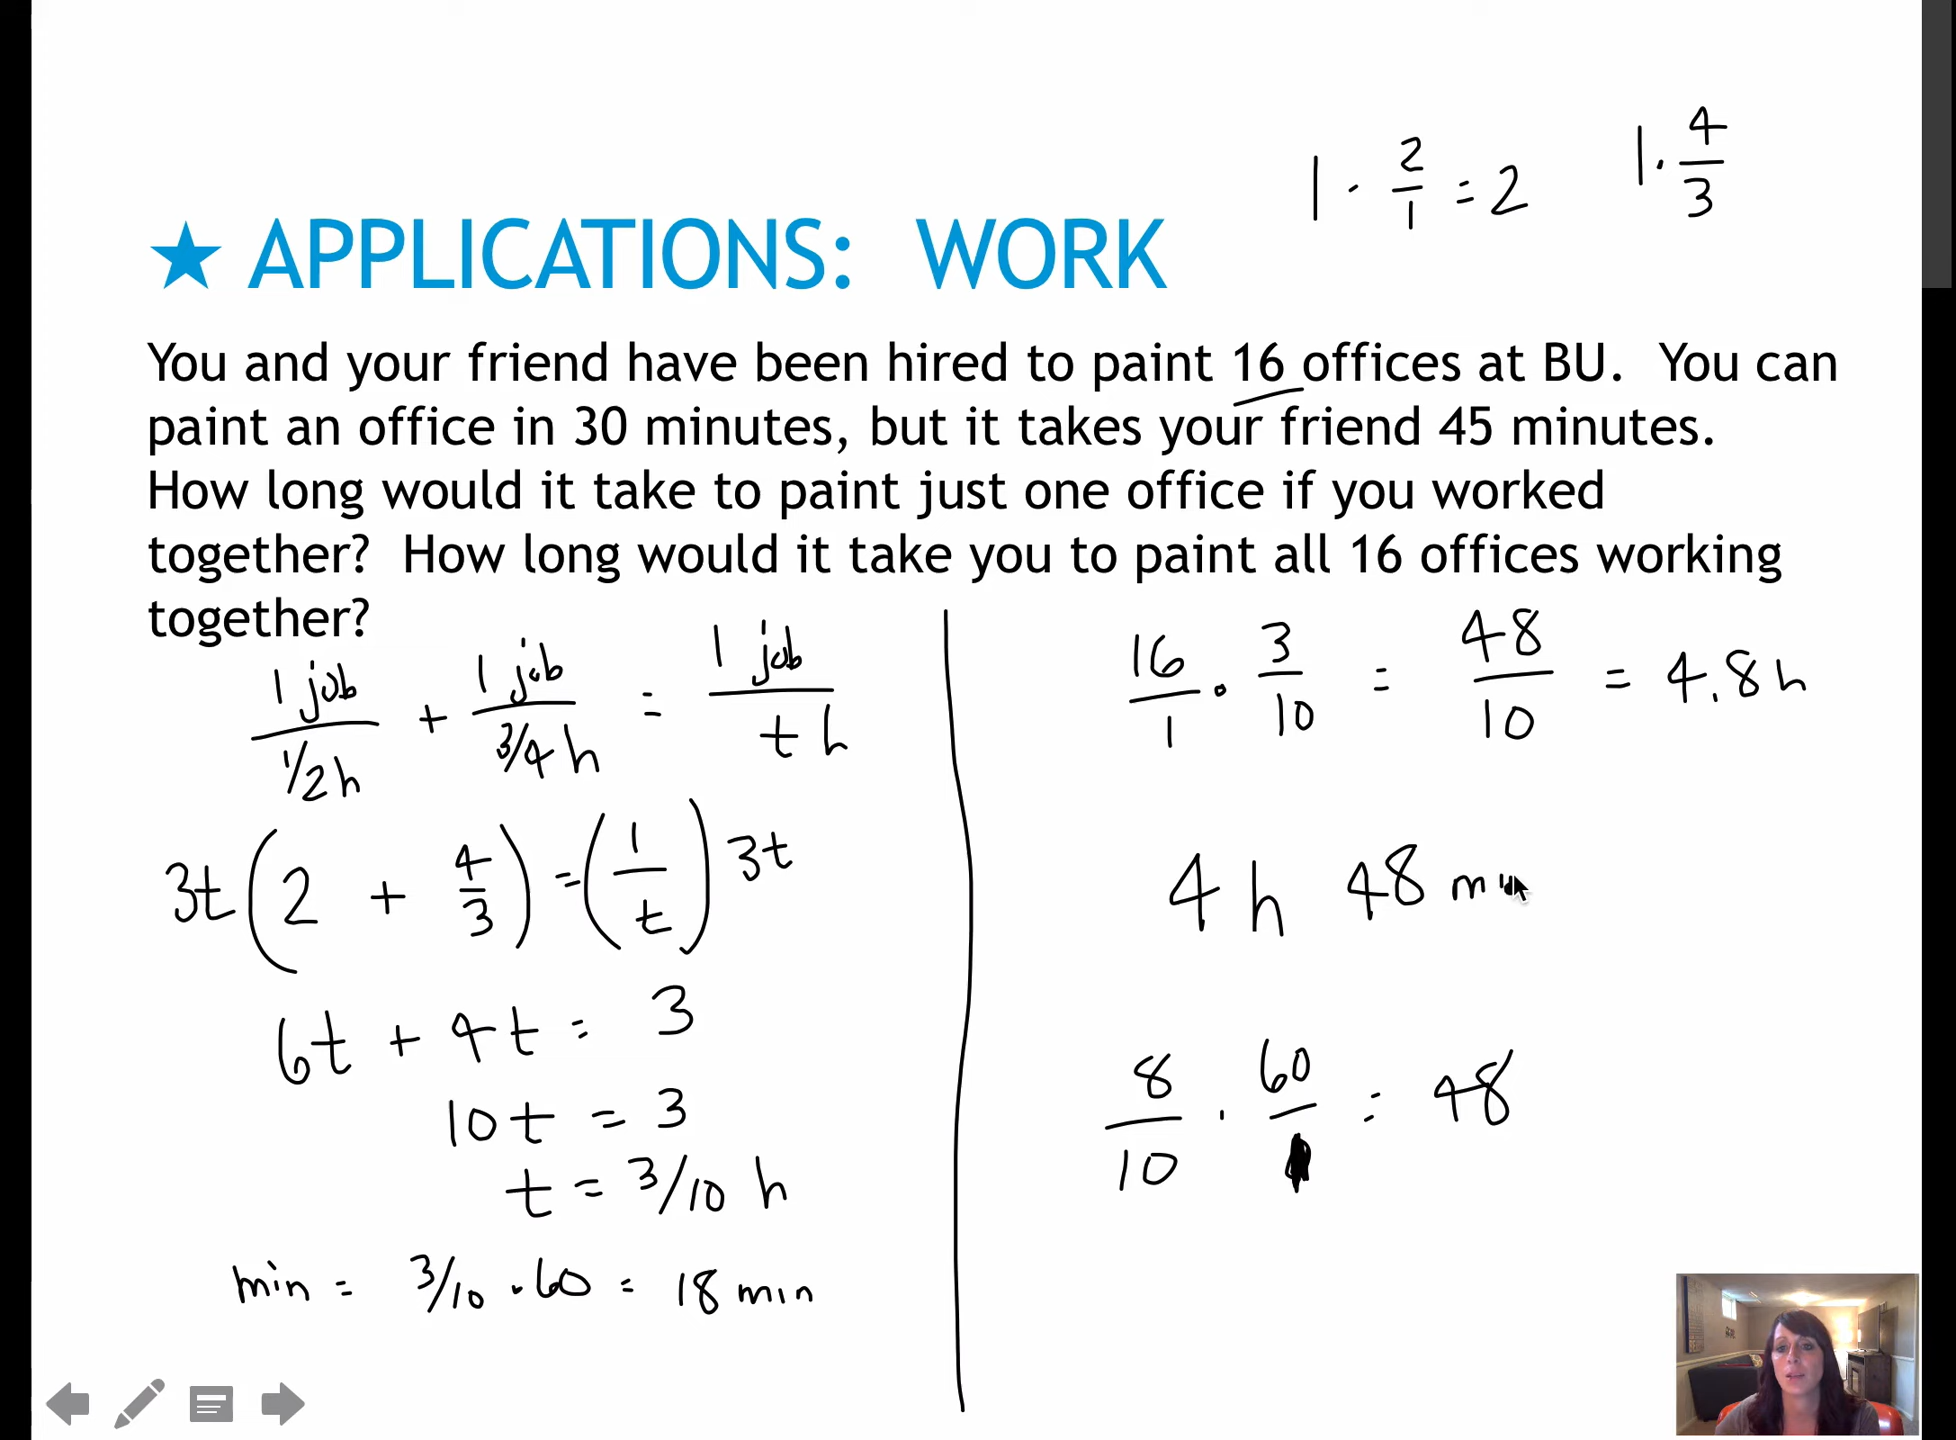 1 · 2/1 = 2    1 · 4/3
★ APPLICATIONS: WORK
You and your friend have been hired to paint 16 offices at BU. You can
paint an office in 30 minutes, but it takes your friend 45 minutes.
How long would it take to paint just one office if you worked
together? How long would it take you to paint all 16 offices working
together?
1 job / 1/2 h + 1 job / 3/4 h = 1 job / t h
3t(2 + 4/3) = (1/t) 3t
6t + 4t = 3
10t = 3
t = 3/10 h
min = 3/10 · 60 = 18 min
16/1 · 3/10 = 48/10 = 4.8 h
4 h 48
8/10 · 60/1 = 48